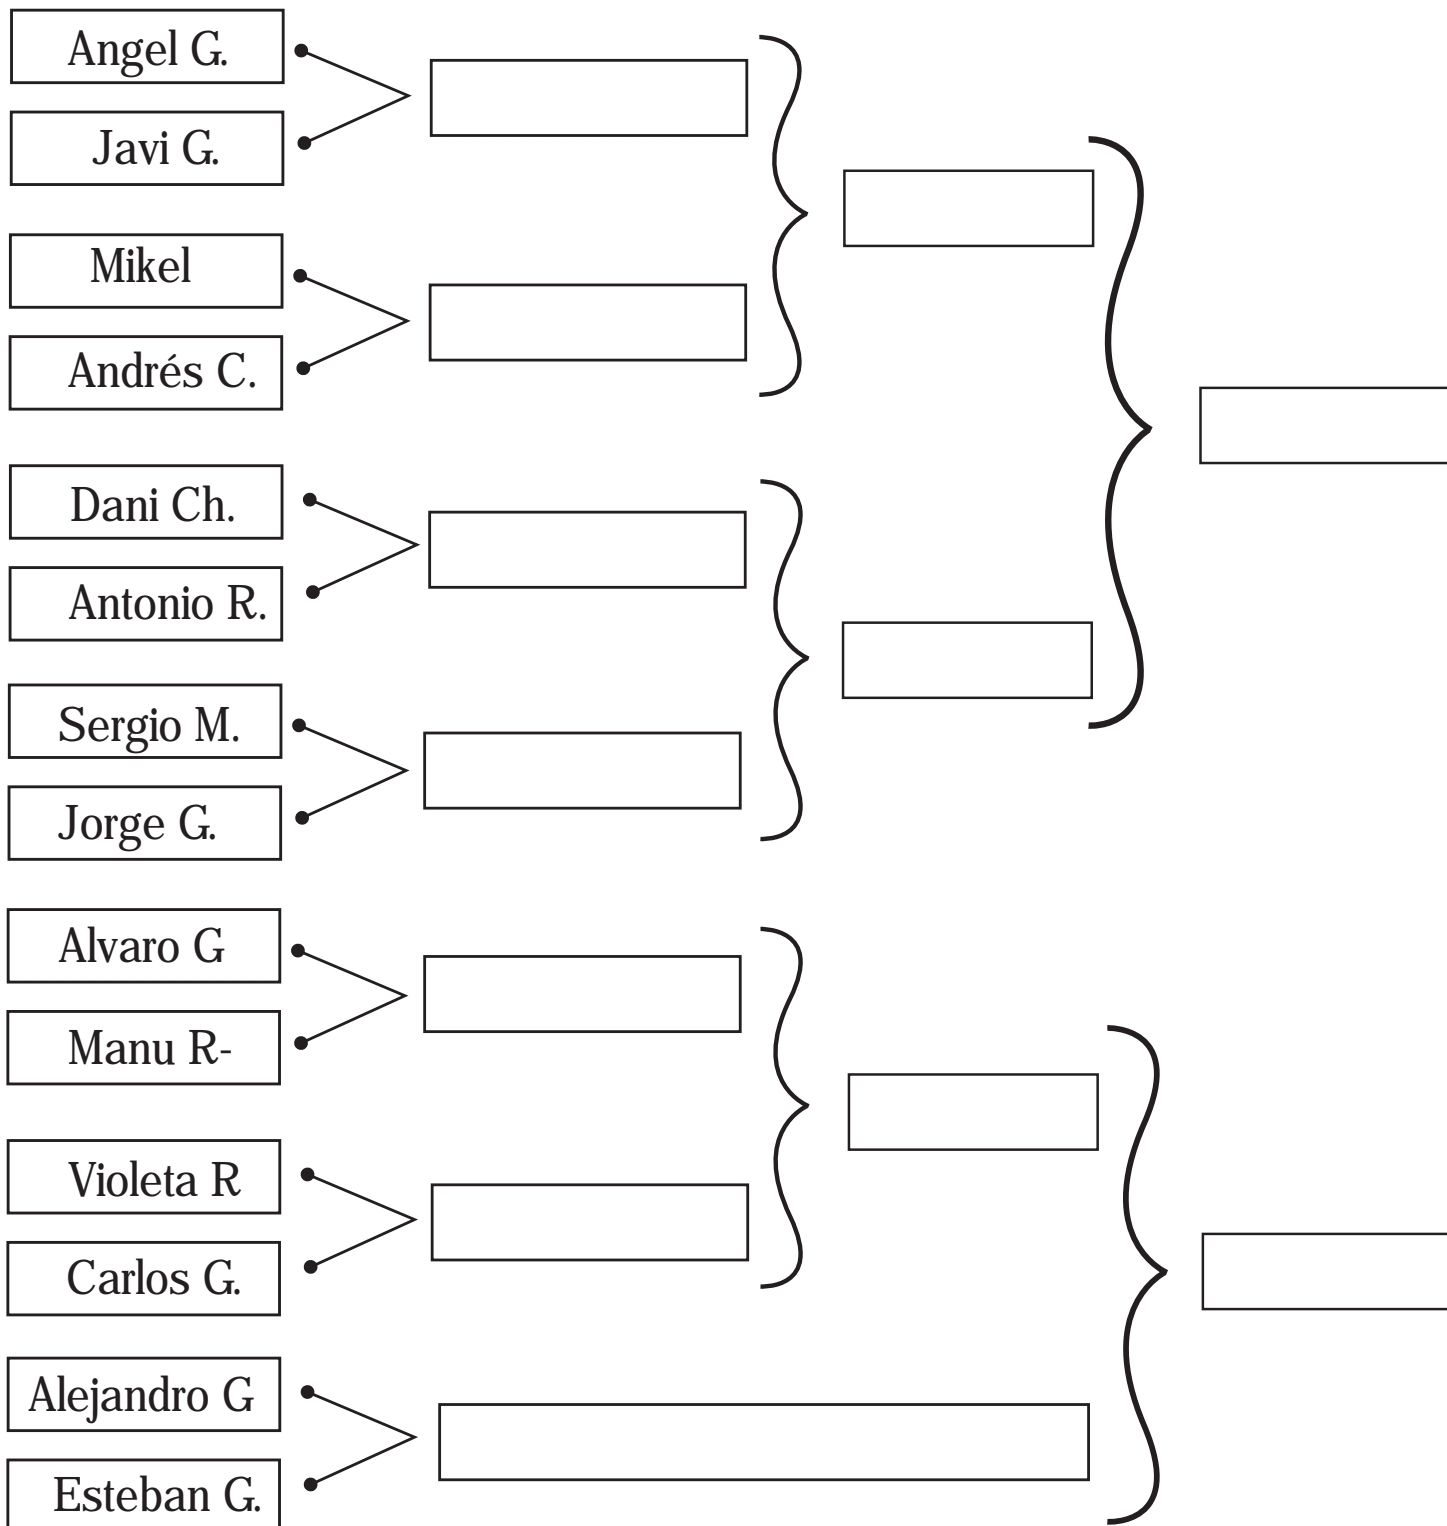 Angel G.
Javi G.
Mikel
Andrés C.
Dani Ch.
Antonio R.
Sergio M.
Jorge G.
Alvaro G
Manu R-
Violeta R
Carlos G.
Alejandro G
Esteban G.